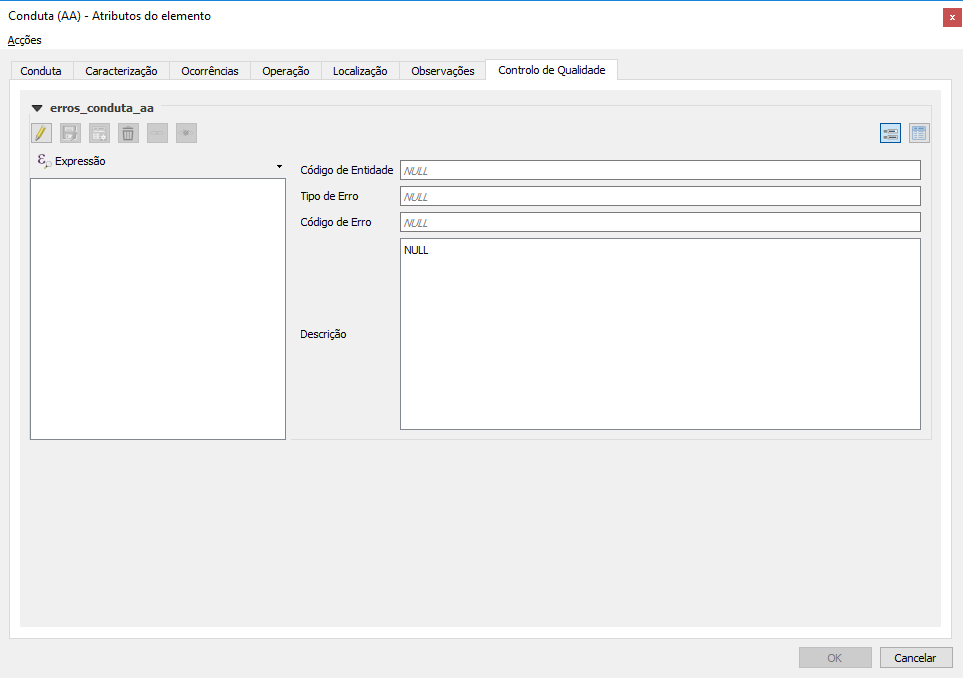 Conduta (AA) - Atributos do elemento
x
Acções
Conduta Caracterização Ocorrências Operação Localização Observações Controlo de Qualidade
erros_conduta_aa
Expressão
Código de Entidade NULL
Tipo de Erro NULL
Código de Erro NULL
NULL
Descrição
OK Cancelar